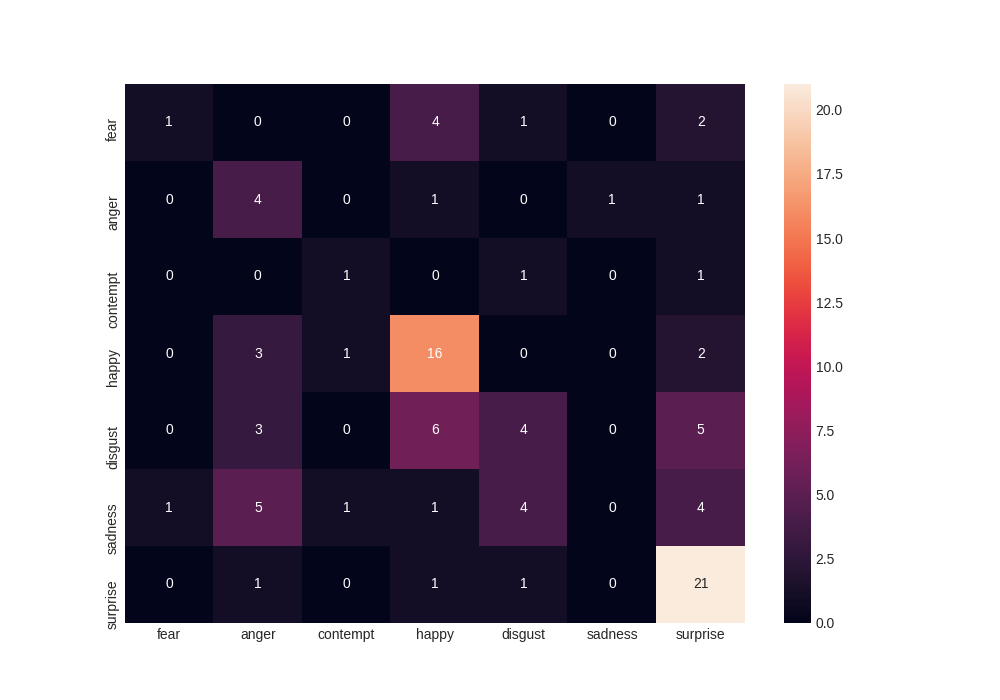 fear 1 0 0 4 1 0 2
anger 0 4 0 1 0 1 1
contempt 0 0 1 0 1 0 1
happy 0 3 1 16 0 0 2
disgust 0 3 0 6 4 0 5
sadness 1 5 1 1 4 0 4
surprise 0 1 0 1 1 0 21
fear anger contempt happy disgust sadness surprise
20.0
17.5
15.0
12.5
10.0
7.5
5.0
2.5
0.0